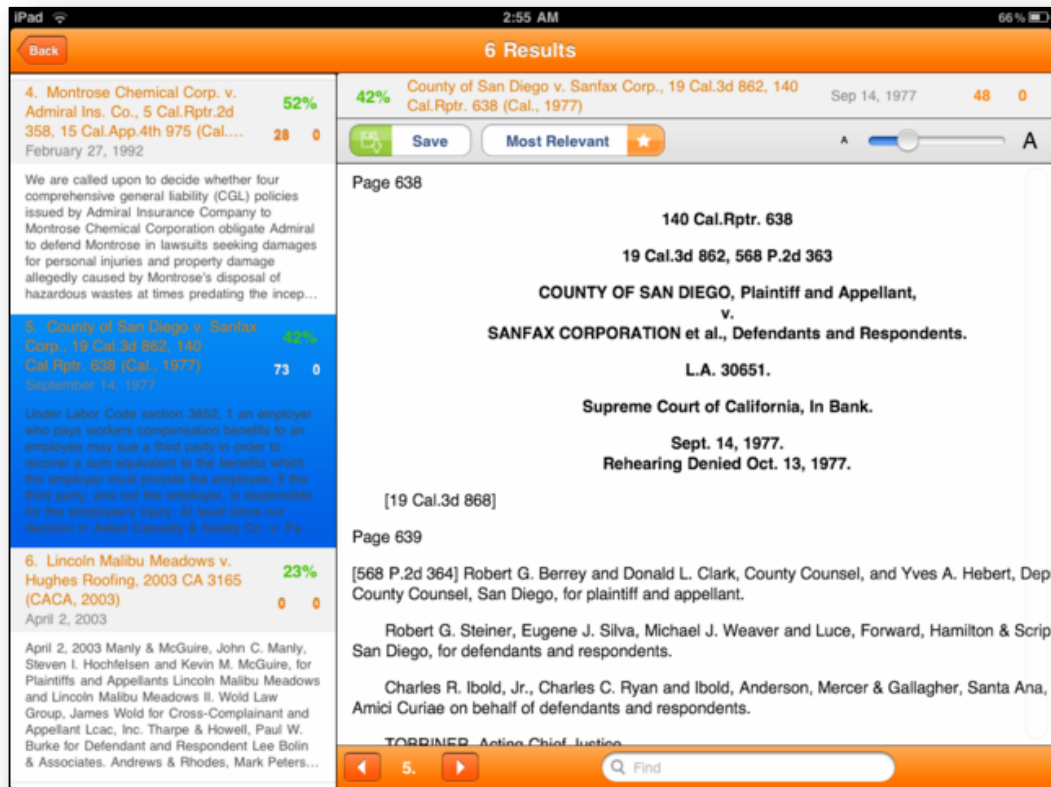 iPad 2:55 AM 66%
Back 6 Results
4. Montrose Chemical Corp. v.
Admiral Ins. Co., 5 Cal.Rptr.2d
358, 15 Cal.App.4th 975 (Cal....
52%
28 0
February 27, 1992
We are called upon to decide whether four
comprehensive general liability (CGL) policies
issued by Admiral Insurance Company to
Montrose Chemical Corporation obligate Admiral
to defend Montrose in lawsuits seeking damages
for personal injuries and property damage
allegedly caused by Montrose's disposal of
hazardous wastes at times predating the incep...
5. County of San Diego v. Sanfax
Corp., 19 Cal.3d 862, 140
Cal.Rptr. 638 (Cal., 1977)
42%
73 0
September 14, 1977
Under Labor Code section 3852, 1 an employer
who pays workers compensation benefits to an
employee may sue a third party in order to
recover a sum equivalent to the benefits which
the employer must provide the employee, if the
third party, and not the employer, is responsible
for the employee's injury. At least since our
decision in Aetna Casualty & Surety Co. v. Pa...
6. Lincoln Malibu Meadows v.
Hughes Roofing, 2003 CA 3165
(CACA, 2003)
23%
0 0
April 2, 2003
April 2, 2003 Manly & McGuire, John C. Manly,
Steven I. Hochfelsen and Kevin M. McGuire, for
Plaintiffs and Appellants Lincoln Malibu Meadows
and Lincoln Malibu Meadows II. Wold Law
Group, James Wold for Cross-Complainant and
Appellant Lcac, Inc. Tharpe & Howell, Paul W.
Burke for Defendant and Respondent Lee Bolin
& Associates. Andrews & Rhodes, Mark Peters...
42%
County of San Diego v. Sanfax Corp., 19 Cal.3d 862, 140
Cal.Rptr. 638 (Cal., 1977)
Sep 14, 1977 48 0
Save Most Relevant A A
Page 638
140 Cal.Rptr. 638
19 Cal.3d 862, 568 P.2d 363
COUNTY OF SAN DIEGO, Plaintiff and Appellant,
v.
SANFAX CORPORATION et al., Defendants and Respondents.
L.A. 30651.
Supreme Court of California, In Bank.
Sept. 14, 1977.
Rehearing Denied Oct. 13, 1977.
[19 Cal.3d 868]
Page 639
[568 P.2d 364] Robert G. Berrey and Donald L. Clark, County Counsel, and Yves A. Hebert, Dep
County Counsel, San Diego, for plaintiff and appellant.
Robert G. Steiner, Eugene J. Silva, Michael J. Weaver and Luce, Forward, Hamilton & Scrip
San Diego, for defendants and respondents.
Charles R. Ibold, Jr., Charles C. Ryan and Ibold, Anderson, Mercer & Gallagher, Santa Ana,
Amici Curiae on behalf of defendants and respondents.
TOBRINER, Acting Chief Justice.
5. Find